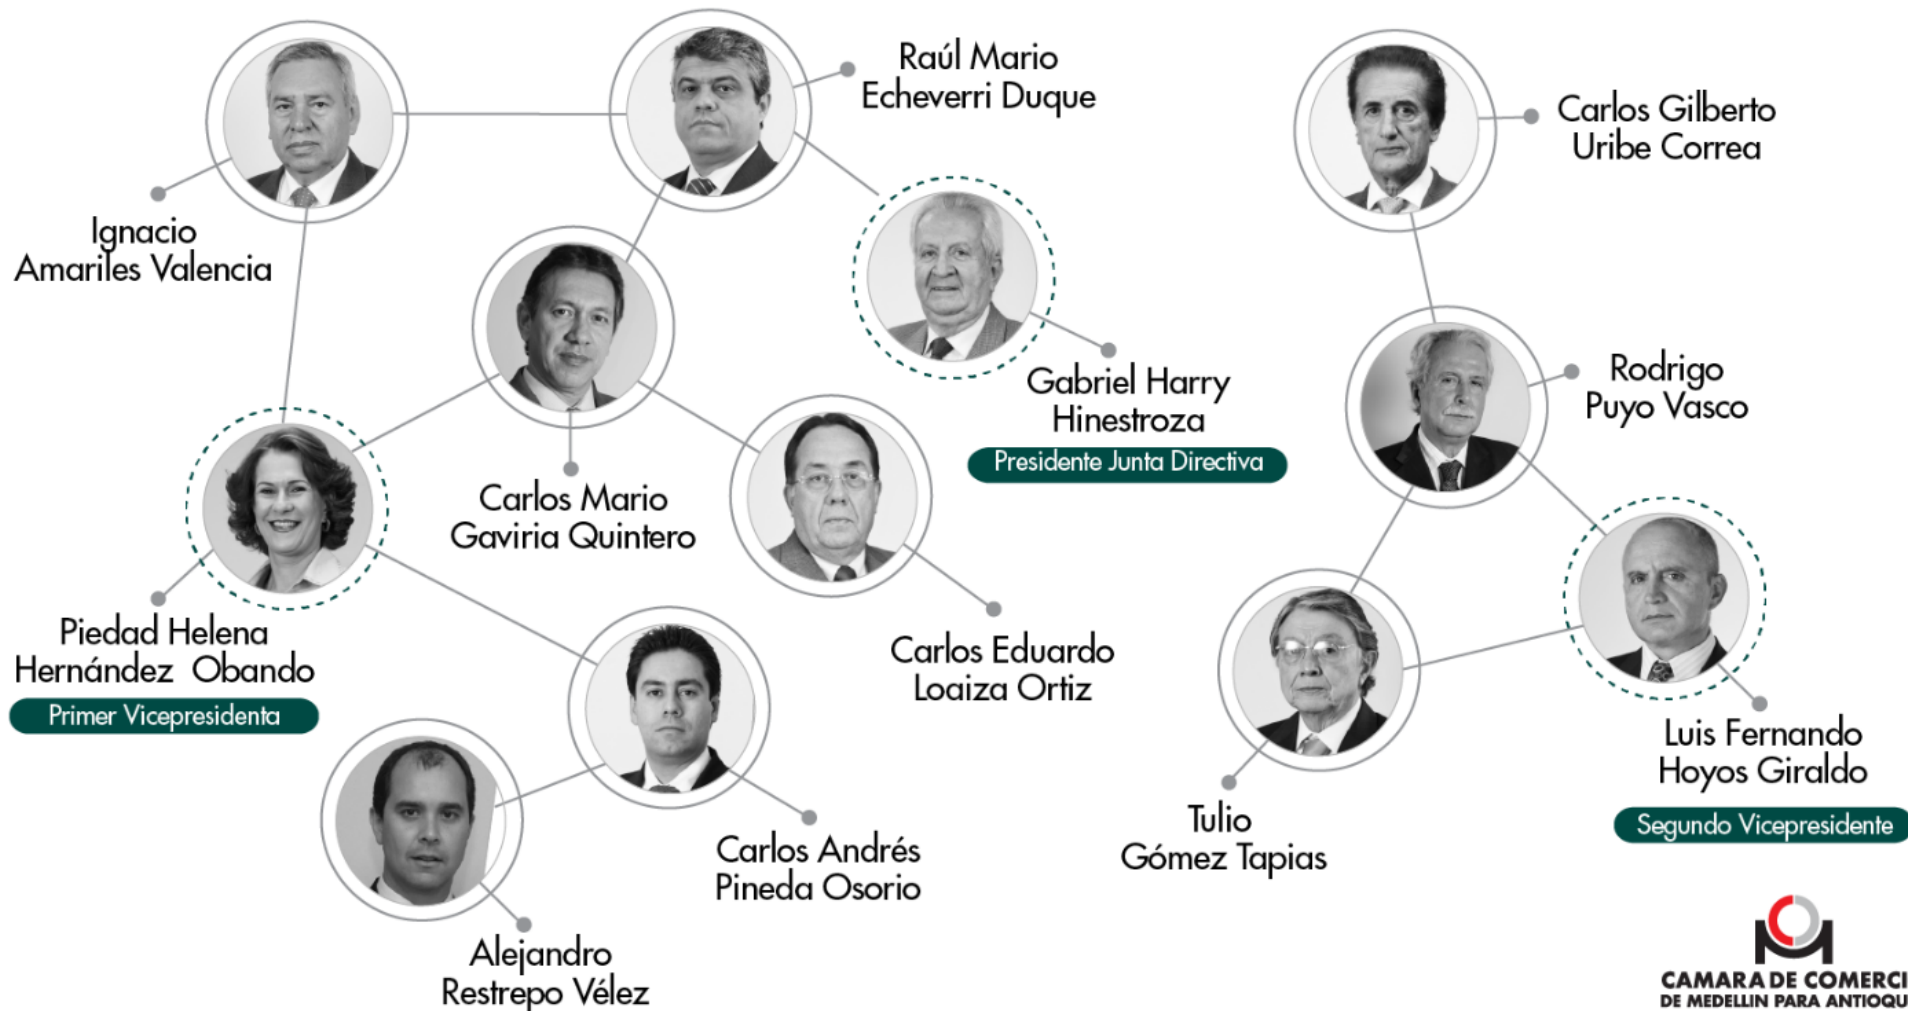 Raúl Mario
Echeverri Duque
Carlos Gilberto
Uribe Correa
Ignacio
Amariles Valencia
Gabriel Harry
Hinestroza
Presidente Junta Directiva
Rodrigo
Puyo Vasco
Carlos Mario
Gaviria Quintero
Piedad Helena
Hernández Obando
Primer Vicepresidenta
Carlos Eduardo
Loaiza Ortiz
Luis Fernando
Hoyos Giraldo
Segundo Vicepresidente
Tulio
Gómez Tapias
Carlos Andrés
Pineda Osorio
Alejandro
Restrepo Vélez
CAMARA DE COMERCI
DE MEDELLIN PARA ANTIOQU